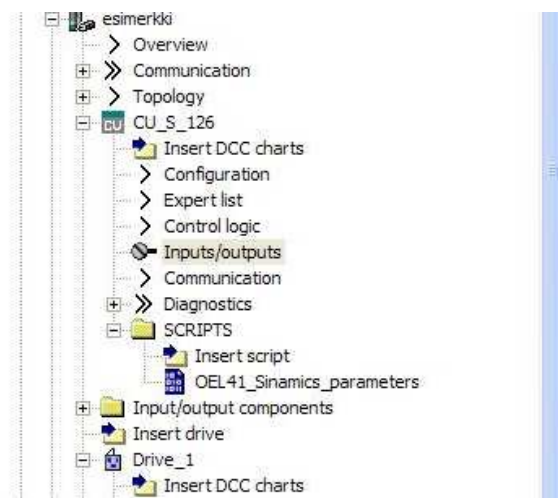 esimerkki
Overview
Communication
Topology
CU_S_126
Insert DCC charts
Configuration
Expert list
Control logic
Inputs/outputs
Communication
Diagnostics
SCRIPTS
Insert script
OEL41_Sinamics_parameters
Input/output components
Insert drive
Drive_1
Insert DCC charts